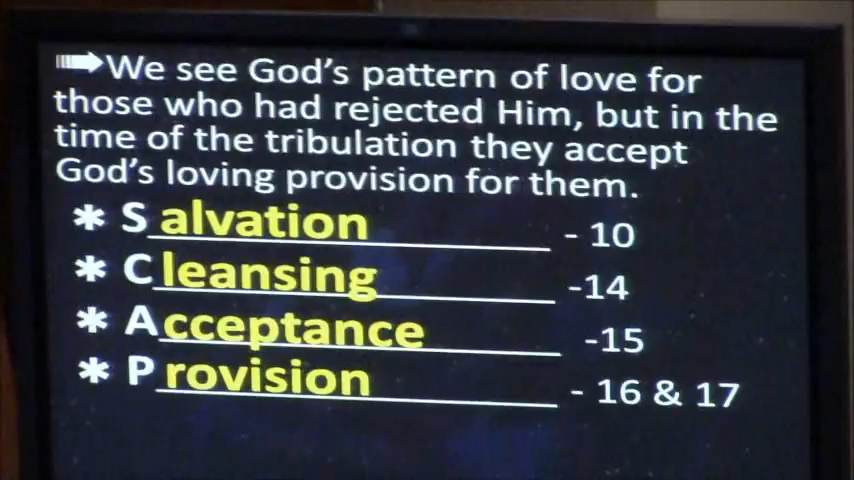 We see God's pattern of love for
those who had rejected Him, but in the
time of the tribulation they accept
God's loving provision for them.
* Salvation - 10
* Cleansing -14
* Acceptance -15
* Provision - 16 & 17